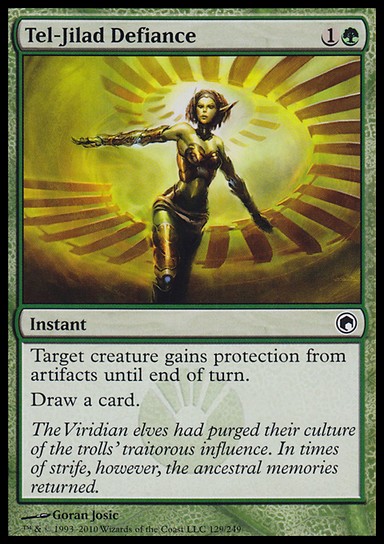 Tel-Jilad Defiance 1
Instant
Target creature gains protection from
artifacts until end of turn.
Draw a card.
The Viridian elves had purged their culture
of the trolls' traitorous influence. In times
of strife, however, the ancestral memories
returned.
Goran Josic
™ & © 1993–2010 Wizards of the Coast LLC 129/249